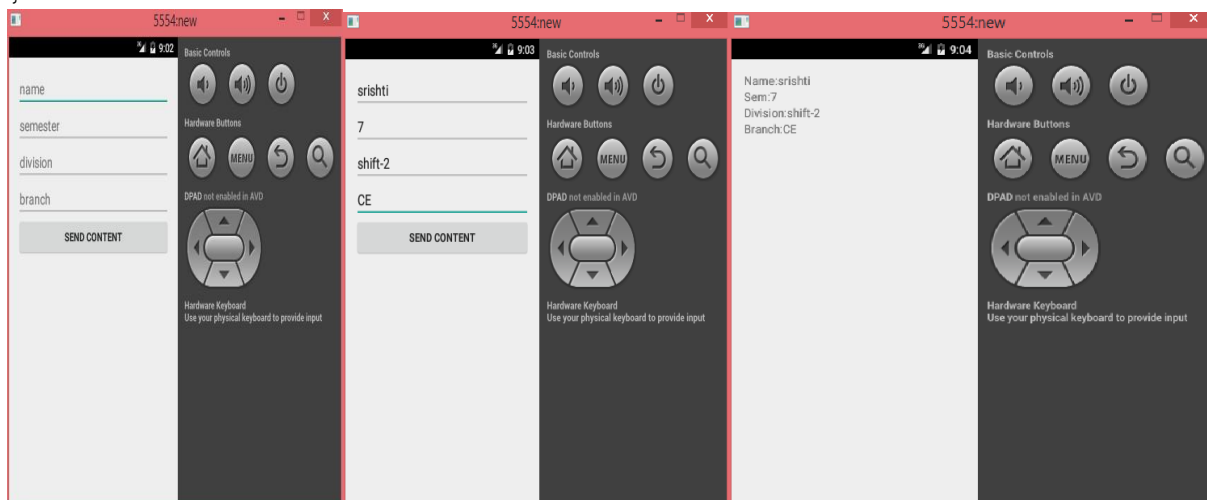 5554:new
X
9:02
Basic Controls
name
semester
Hardware Buttons
MENU
division
branch
DPAD not enabled in AVD
SEND CONTENT
Hardware Keyboard
Use your physical keyboard to provide input
5554:new
X
9:03
Basic Controls
srishti
7
Hardware Buttons
MENU
shift-2
CE
DPAD not enabled in AVD
SEND CONTENT
Hardware Keyboard
Use your physical keyboard to provide input
5554:new
X
3G 9:04
Basic Controls
Name:srishti
Sem:7
Division:shift-2
Branch:CE
Hardware Buttons
MENU
DPAD not enabled in AVD
Hardware Keyboard
Use your physical keyboard to provide input